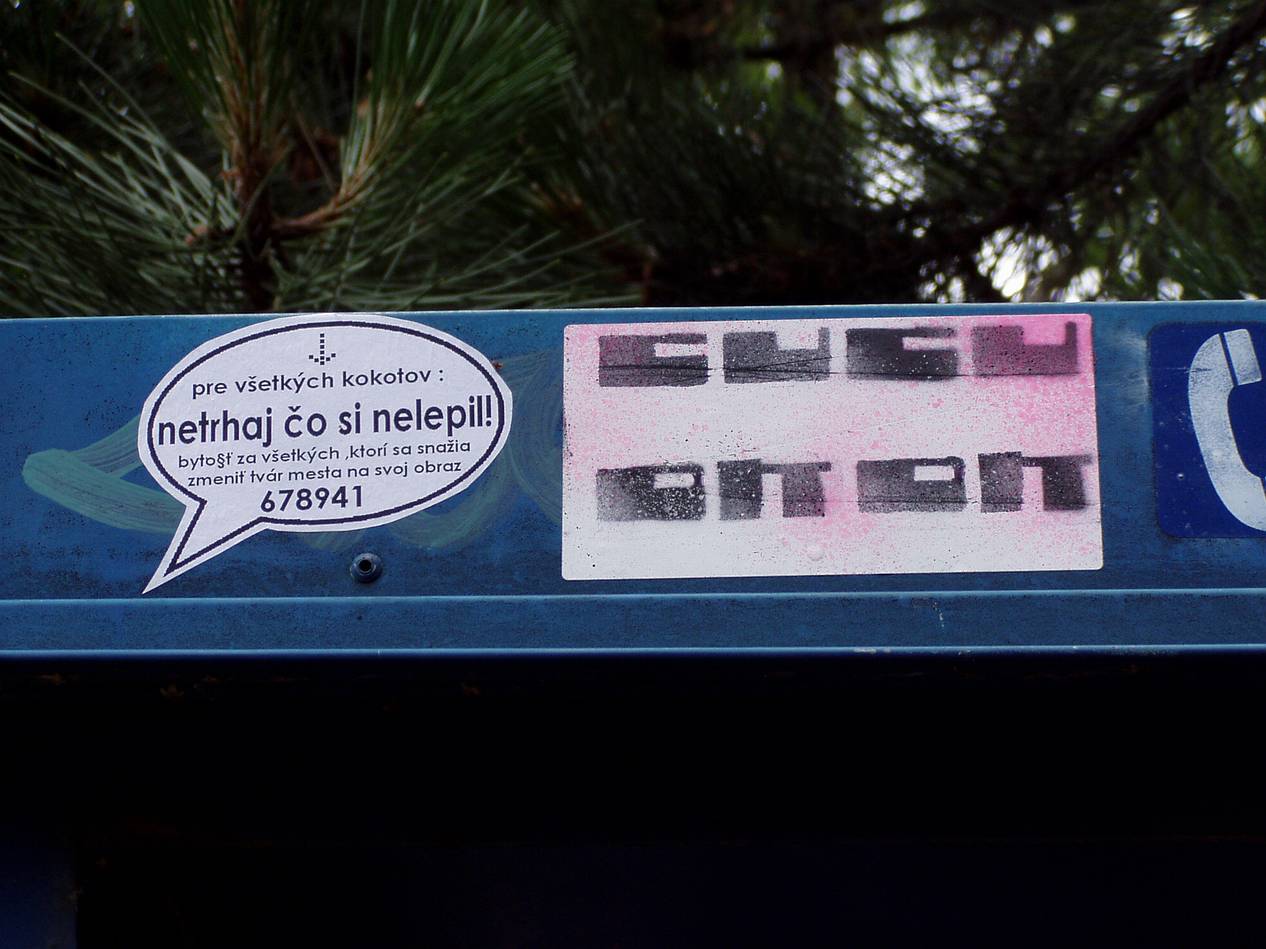 pre všetkých kokotov :
netrhaj čo si nelepil!
byto§ť za všetkých ,ktorí sa snažia
zmeniť tvár mesta na svoj obraz
678941